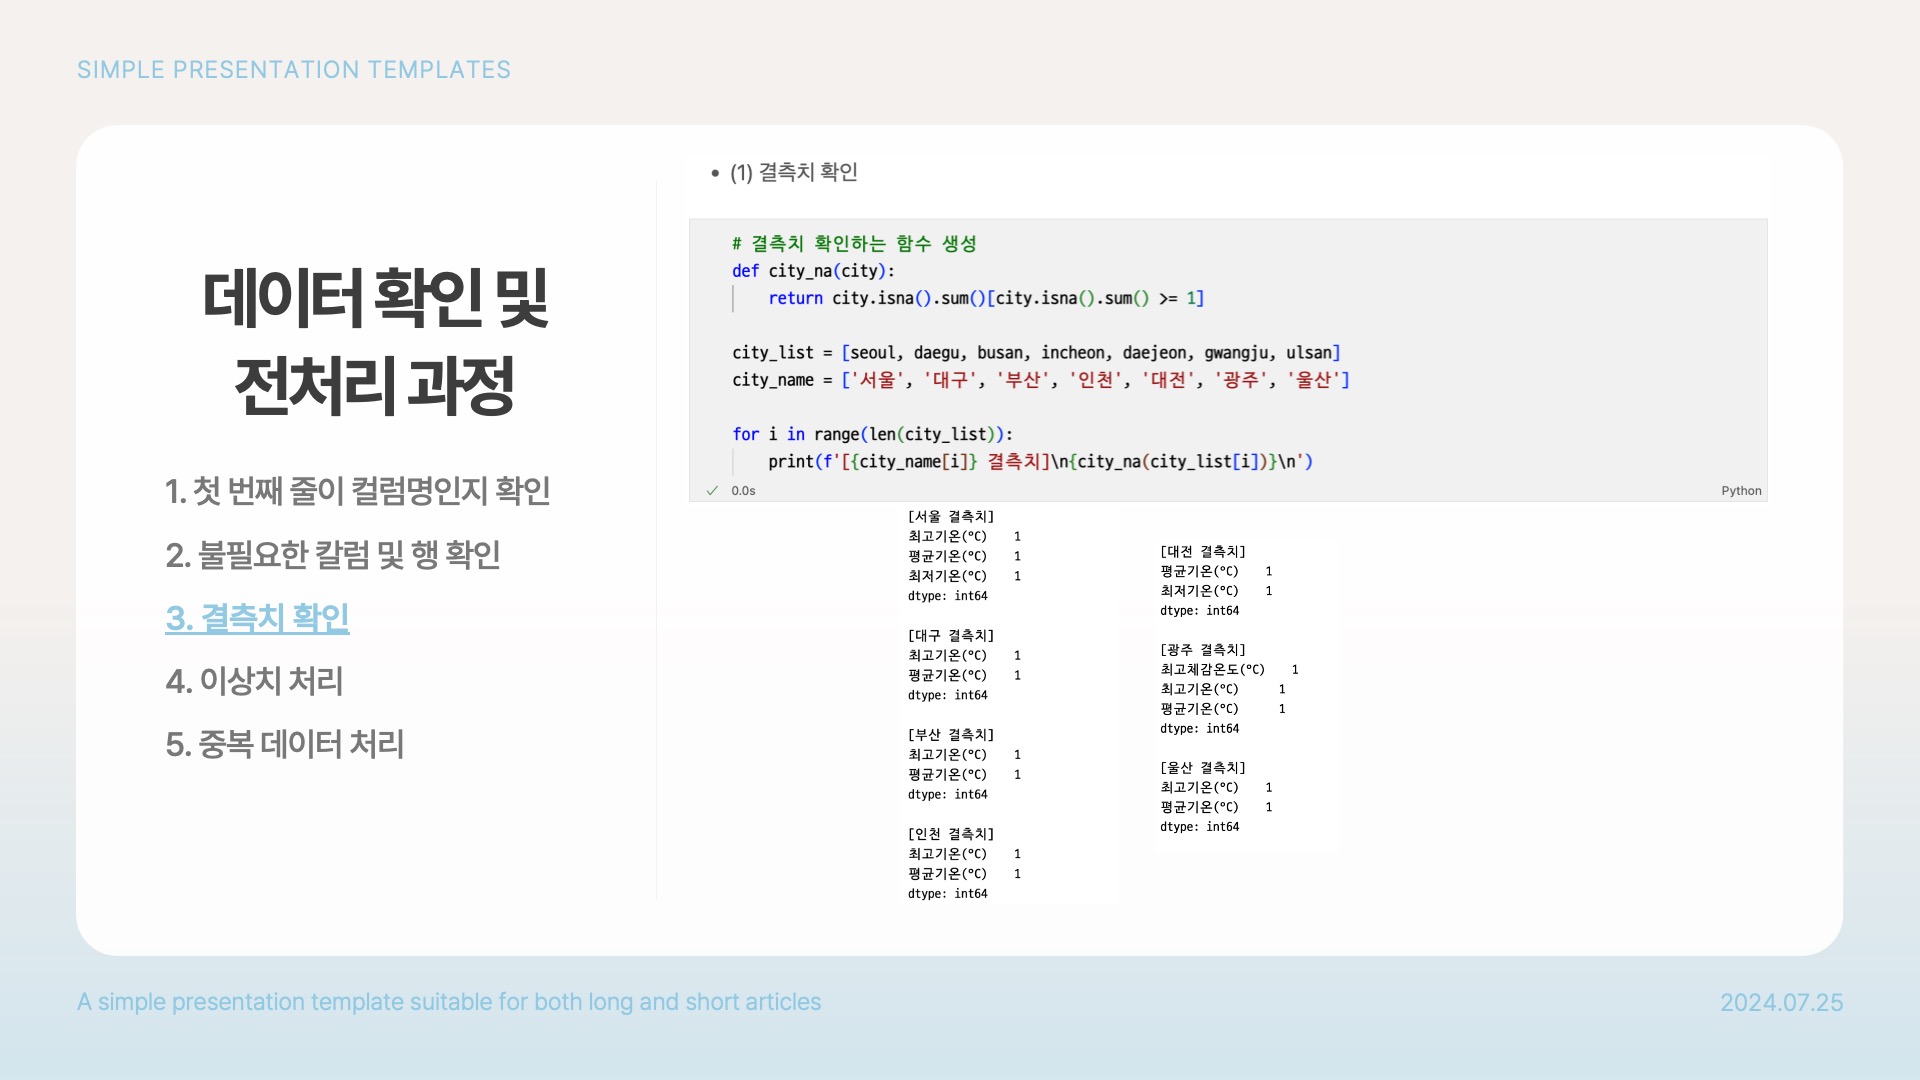 SIMPLE PRESENTATION TEMPLATES
데이터 확인 및
전처리 과정
1. 첫 번째 줄이 컬럼명인지 확인
2. 불필요한 칼럼 및 행 확인
3. 결측치 확인
4. 이상치 처리
5. 중복 데이터 처리
• (1) 결측치 확인
# 결측치 확인하는 함수 생성
def city_na(city):
    return city.isna().sum()[city.isna().sum() >= 1]
city_list = [seoul, daegu, busan, incheon, daejeon, gwangju, ulsan]
city_name = ['서울', '대구', '부산', '인천', '대전', '광주', '울산']
for i in range(len(city_list)):
    print(f'[{city_name[i]} 결측치]\n{city_na(city_list[i])}\n')
✓ 0.0s
Python
[서울 결측치]
최고기온(°C) 1
평균기온(°C) 1
최저기온(°C) 1
dtype: int64
[대구 결측치]
최고기온(°C) 1
평균기온(°C) 1
dtype: int64
[부산 결측치]
최고기온(°C) 1
평균기온(°C) 1
dtype: int64
[인천 결측치]
최고기온(°C) 1
평균기온(°C) 1
dtype: int64
[대전 결측치]
평균기온(°C) 1
최저기온(°C) 1
dtype: int64
[광주 결측치]
최고체감온도(°C) 1
최고기온(°C) 1
평균기온(°C) 1
dtype: int64
[울산 결측치]
최고기온(°C) 1
평균기온(°C) 1
dtype: int64
A simple presentation template suitable for both long and short articles
2024.07.25